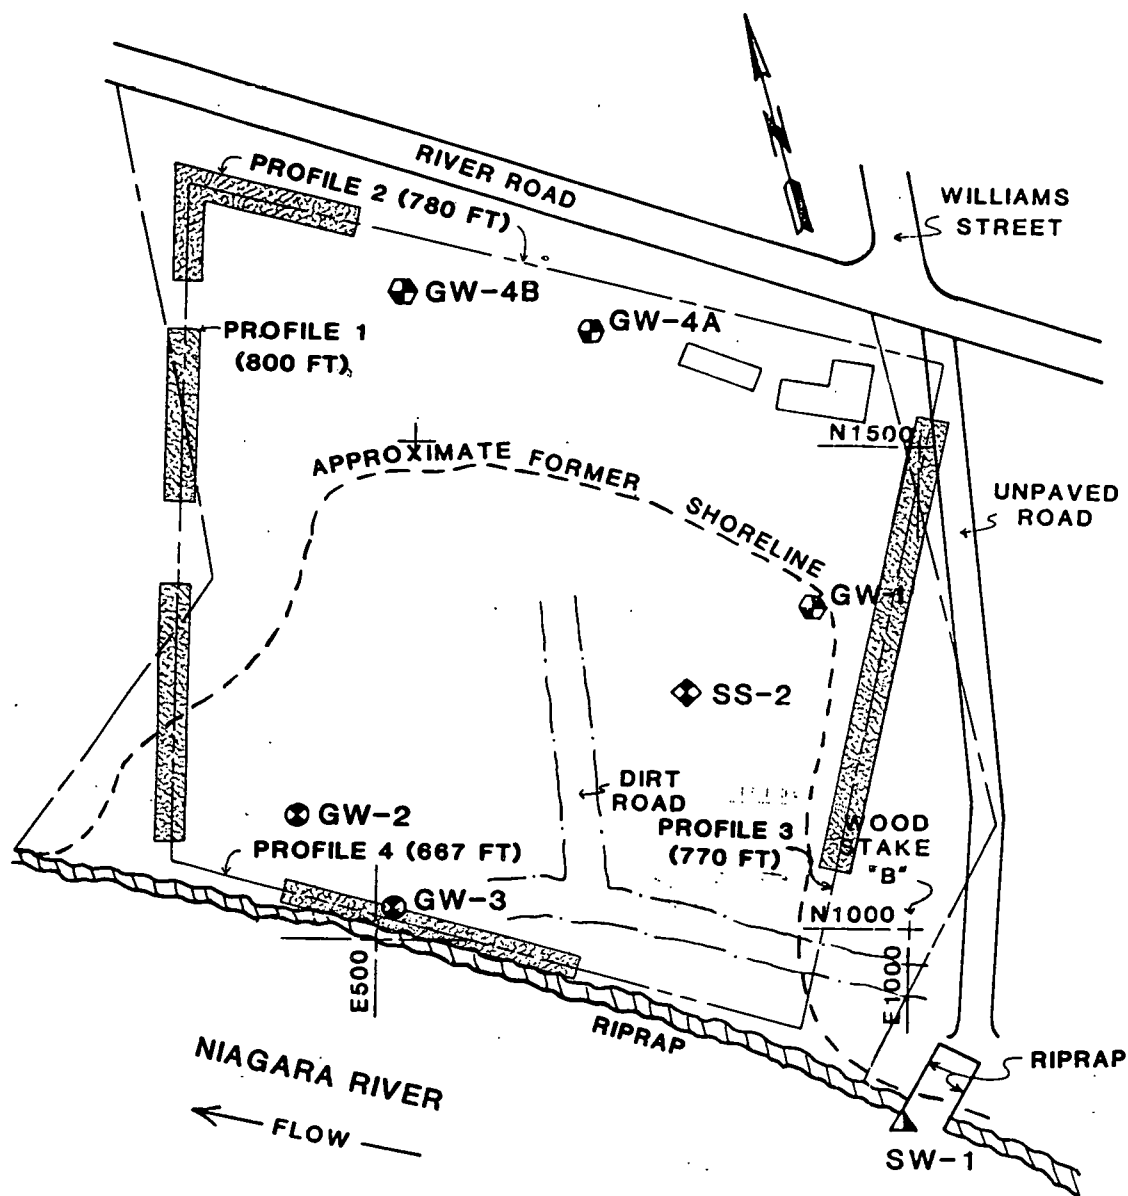 N
RIVER ROAD
WILLIAMS
STREET
PROFILE 2 (780 FT)
GW-4B
GW-4A
PROFILE 1
(800 FT)
N1500
APPROXIMATE FORMER SHORELINE
UNPAVED
ROAD
GW-1
SS-2
DIRT
ROAD
GW-2
PROFILE 3
(770 FT)
WOOD
STAKE
"B"
PROFILE 4 (667 FT)
GW-3
N1000
E500
E1000
RIPRAP
NIAGARA RIVER
RIPRAP
FLOW
SW-1